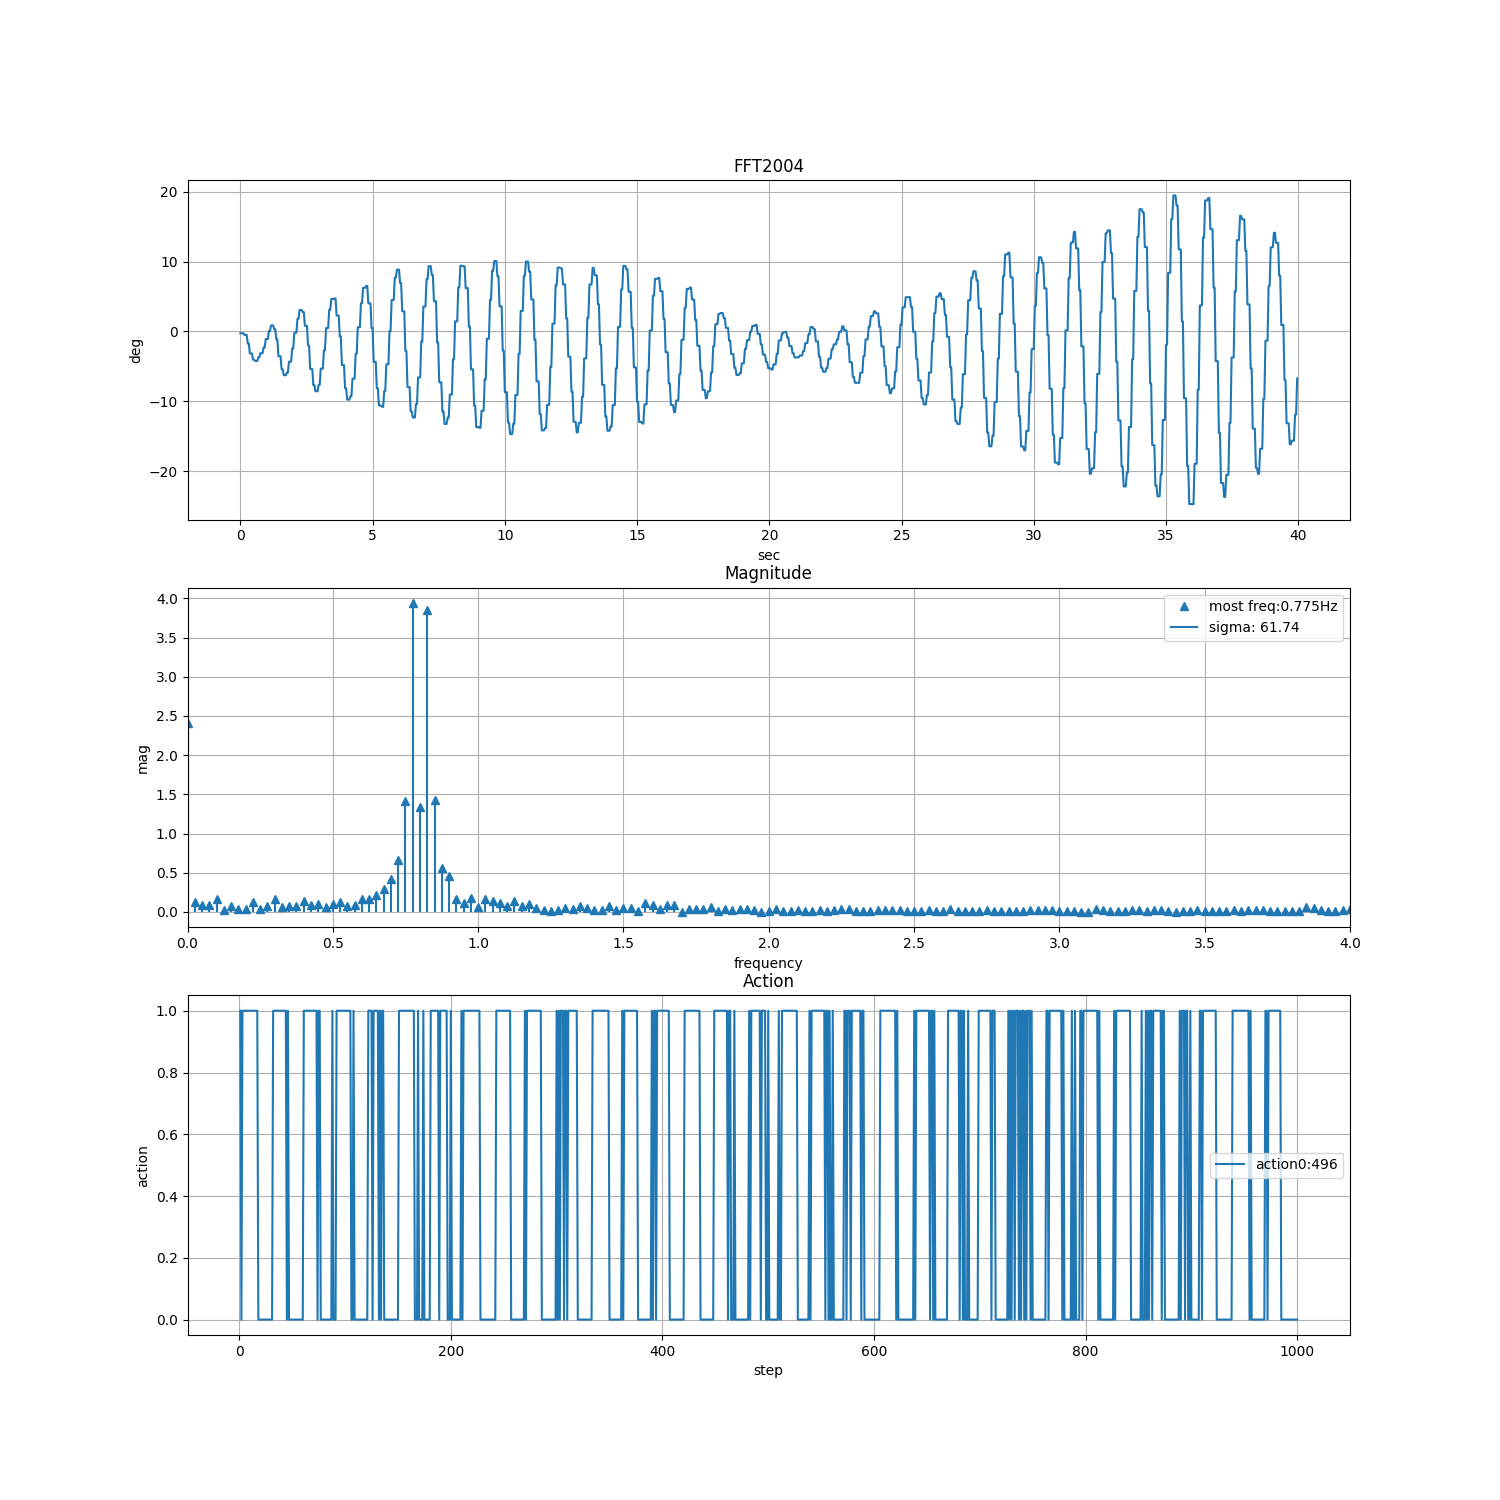 FFT2004
20
10
0
−10
−20
deg
0 5 10 15 20 25 30 35 40
sec
Magnitude
4.0
3.5
3.0
2.5
2.0
1.5
1.0
0.5
0.0
mag
most freq:0.775Hz
sigma: 61.74
0.0 0.5 1.0 1.5 2.0 2.5 3.0 3.5 4.0
frequency
Action
1.0
0.8
0.6
0.4
0.2
0.0
action
action0:496
0 200 400 600 800 1000
step